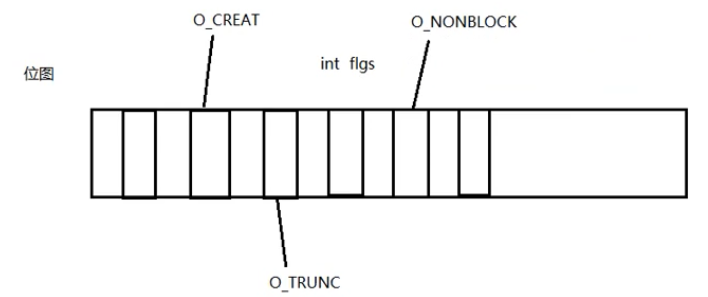 O_CREAT
O_NONBLOCK
int flgs
位图
O_TRUNC